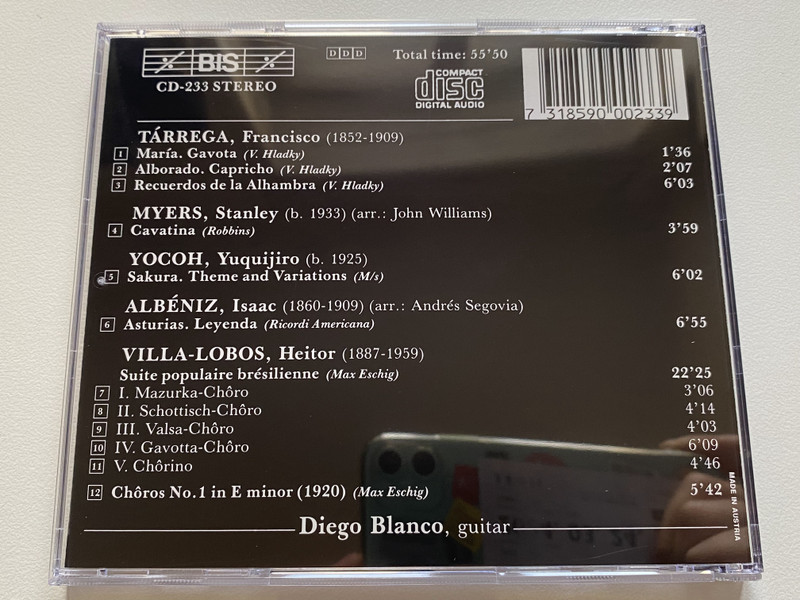 BIS
CD-233 STEREO
D D D
Total time: 55'50
COMPACT
disc
DIGITAL AUDIO
7 318590 002339
TÁRREGA, Francisco (1852-1909)
1 María. Gavota (V. Hladky) 1'36
2 Alborado. Capricho (V. Hladky) 2'07
3 Recuerdos de la Alhambra (V. Hladky) 6'03
MYERS, Stanley (b. 1933) (arr.: John Williams)
4 Cavatina (Robbins) 3'59
YOCOH, Yuquijiro (b. 1925)
5 Sakura. Theme and Variations (M/s) 6'02
ALBÉNIZ, Isaac (1860-1909) (arr.: Andrés Segovia)
6 Asturias. Leyenda (Ricordi Americana) 6'55
VILLA-LOBOS, Heitor (1887-1959)
Suite populaire brésilienne (Max Eschig) 22'25
7 I. Mazurka-Chôro 3'06
8 II. Schottisch-Chôro 4'14
9 III. Valsa-Chôro 4'03
10 IV. Gavotta-Chôro 6'09
11 V. Chôrino 4'46
12 Chôros No. 1 in E minor (1920) (Max Eschig) 5'42
Diego Blanco, guitar
MADE IN AUSTRIA